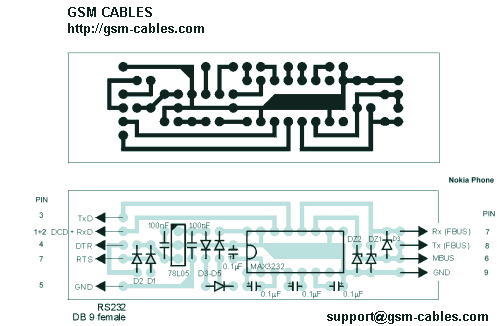 GSM CABLES
http://gsm-cables.com
Nokia Phone
PIN
PIN
3 TxD
1+2 DCD + RxD
4 DTR
7 RTS
5 GND
100nF
100nF
D2 D1
78L05
D3-D5
0.1µF
MAX3232
DZ2
DZ1
D3
0.1µF
0.1µF
0.1µF
Rx (FBUS) 7
Tx (FBUS) 8
MBUS 6
GND 9
RS232
DB 9 female
support@gsm-cables.com